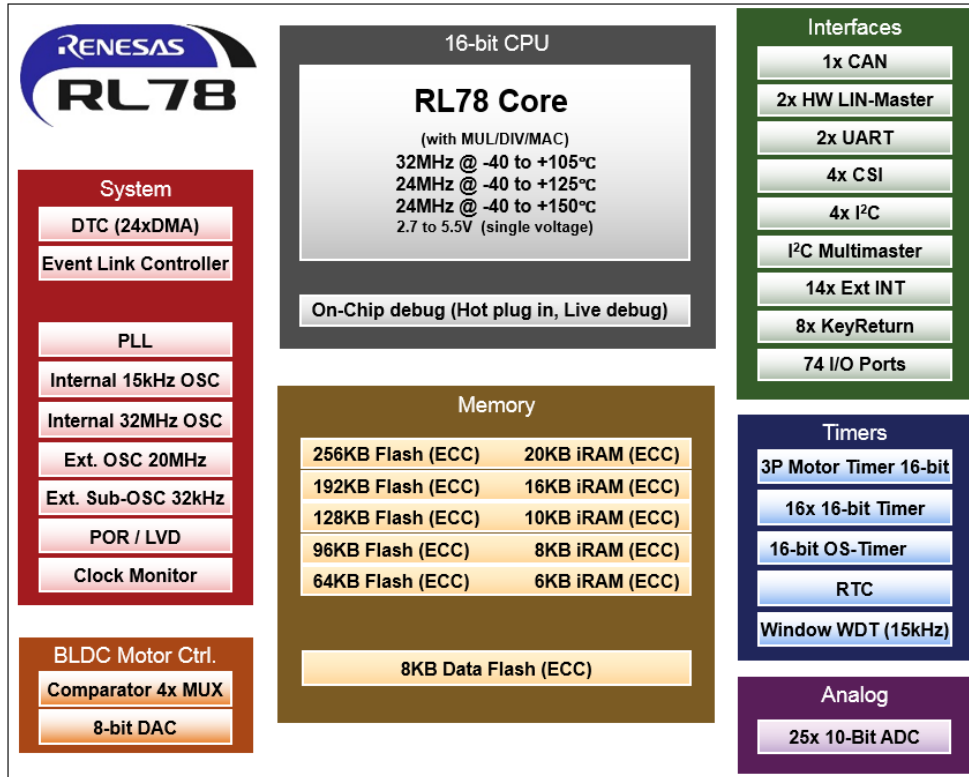 RENESAS
RL78
System
DTC (24xDMA)
Event Link Controller
PLL
Internal 15kHz OSC
Internal 32MHz OSC
Ext. OSC 20MHz
Ext. Sub-OSC 32kHz
POR / LVD
Clock Monitor
BLDC Motor Ctrl.
Comparator 4x MUX
8-bit DAC
16-bit CPU
RL78 Core
(with MUL/DIV/MAC)
32MHz @ -40 to +105℃
24MHz @ -40 to +125℃
24MHz @ -40 to +150℃
2.7 to 5.5V (single voltage)
On-Chip debug (Hot plug in, Live debug)
Memory
256KB Flash (ECC) 20KB iRAM (ECC)
192KB Flash (ECC) 16KB iRAM (ECC)
128KB Flash (ECC) 10KB iRAM (ECC)
96KB Flash (ECC) 8KB iRAM (ECC)
64KB Flash (ECC) 6KB iRAM (ECC)
8KB Data Flash (ECC)
Interfaces
1x CAN
2x HW LIN-Master
2x UART
4x CSI
4x I²C
I²C Multimaster
14x Ext INT
8x KeyReturn
74 I/O Ports
Timers
3P Motor Timer 16-bit
16x 16-bit Timer
16-bit OS-Timer
RTC
Window WDT (15kHz)
Analog
25x 10-Bit ADC